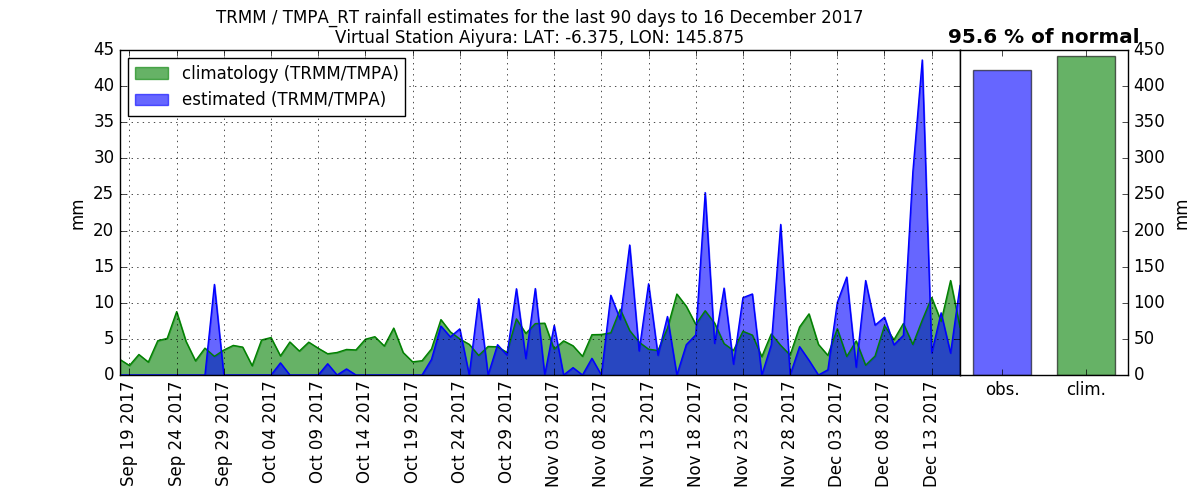 TRMM / TMPA_RT rainfall estimates for the last 90 days to 16 December 2017
Virtual Station Aiyura: LAT: -6.375, LON: 145.875
95.6 % of normal
climatology (TRMM/TMPA)
estimated (TRMM/TMPA)
mm
45
40
35
30
25
20
15
10
5
0
Sep 19 2017
Sep 24 2017
Sep 29 2017
Oct 04 2017
Oct 09 2017
Oct 14 2017
Oct 19 2017
Oct 24 2017
Oct 29 2017
Nov 03 2017
Nov 08 2017
Nov 13 2017
Nov 18 2017
Nov 23 2017
Nov 28 2017
Dec 03 2017
Dec 08 2017
Dec 13 2017
obs.
clim.
450
400
350
300
250
200
150
100
50
0
mm